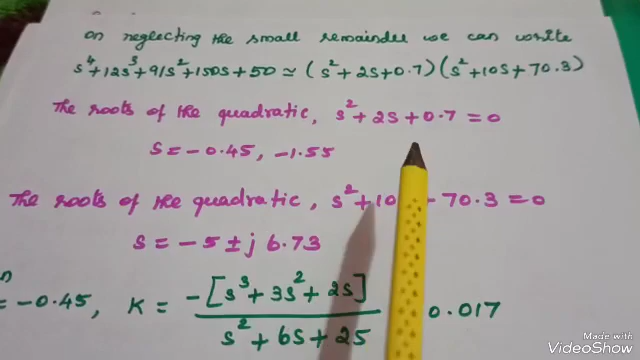 on neglecting the small remainder we can write
s⁴+12s³+91s²+150s+50 ≃ (s²+2s+0.7)(s²+10s+70.3)
The roots of the quadratic, s²+2s+0.7=0
s=-0.45, -1.55
The roots of the quadratic, s²+10 - 70.3=0
s = -5±j 6.73
= -0.45, K = -[s³+3s²+2s] / s²+6s+25 0.017
Made With
VideoShow